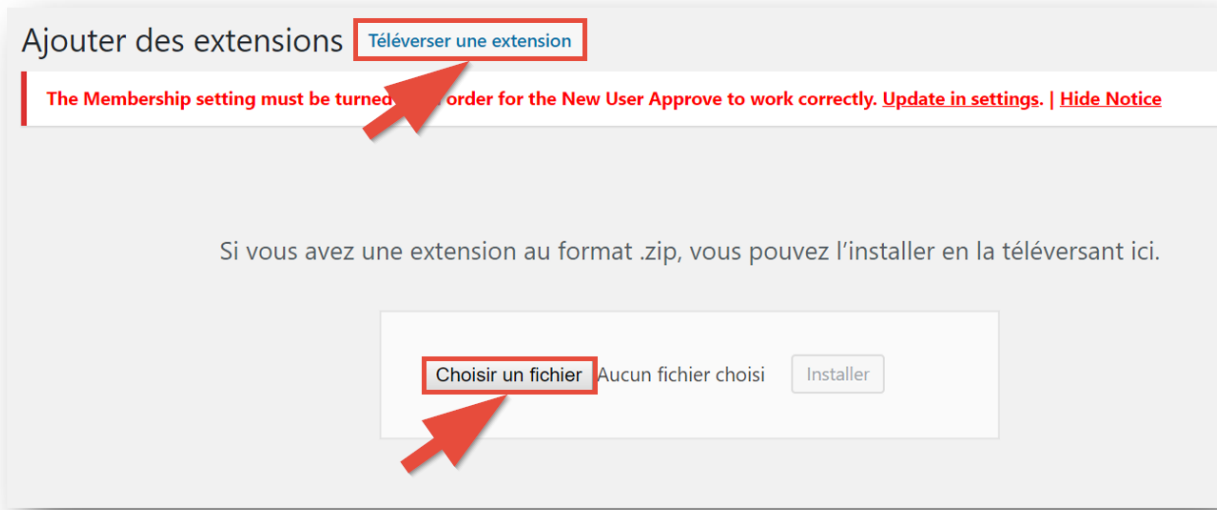 Ajouter des extensions Téléverser une extension
The Membership setting must be turned order for the New User Approve to work correctly. Update in settings. | Hide Notice
Si vous avez une extension au format .zip, vous pouvez l’installer en la téléversant ici.
Choisir un fichier Aucun fichier choisi Installer